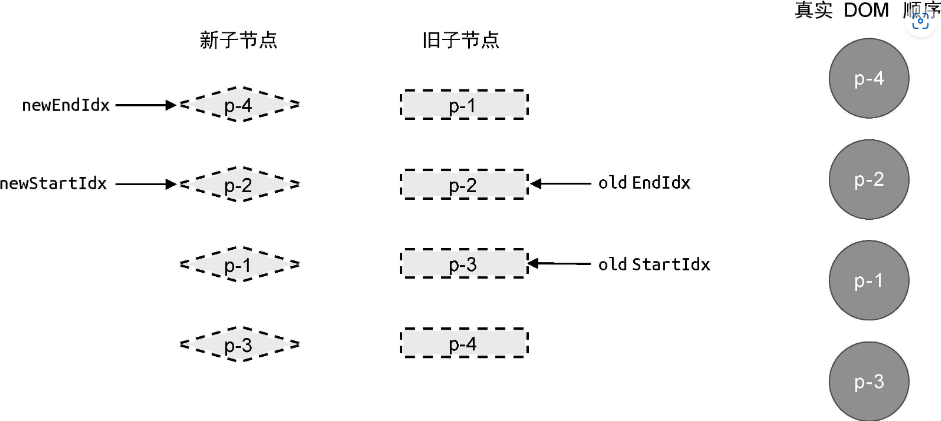 真实 DOM 顺序
新子节点 旧子节点
newEndIdx p-4 p-1 p-4
newStartIdx p-2 p-2 old EndIdx p-2
p-1 p-3 old StartIdx p-1
p-3 p-4 p-3